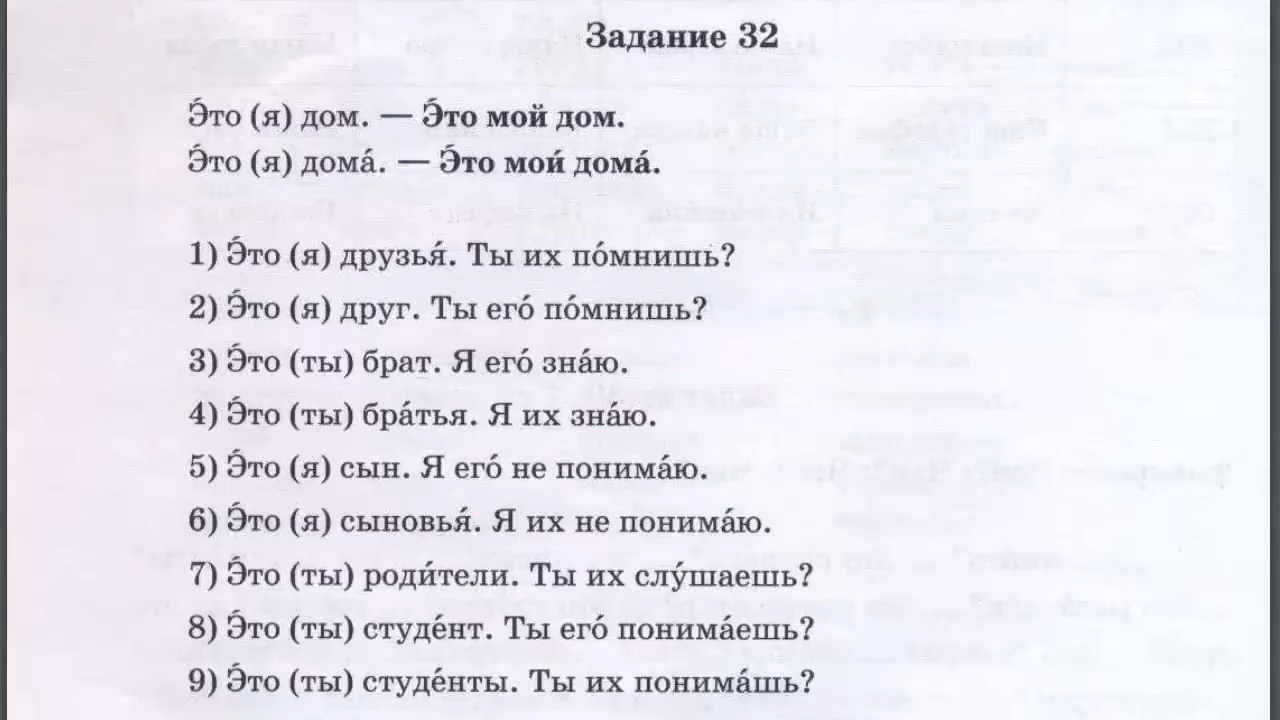 Задание 32
Э́то (я) дом. — Э́то мой дом.
Э́то (я) дома́. — Э́то мои́ дома́.
1) Э́то (я) друзья́. Ты их по́мнишь?
2) Э́то (я) друг. Ты его́ по́мнишь?
3) Э́то (ты) брат. Я его́ зна́ю.
4) Э́то (ты) бра́тья. Я их зна́ю.
5) Э́то (я) сын. Я его́ не понима́ю.
6) Э́то (я) сыновья́. Я их не понима́ю.
7) Э́то (ты) роди́тели. Ты их слу́шаешь?
8) Э́то (ты) студе́нт. Ты его́ понима́ешь?
9) Э́то (ты) студе́нты. Ты их понима́шь?